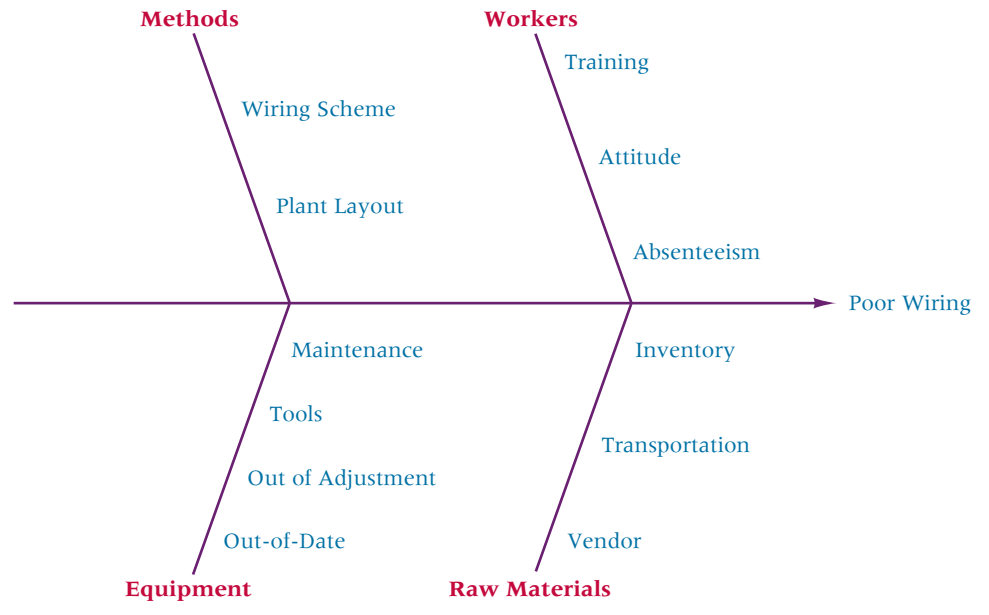 Methods
Workers
Training
Wiring Scheme
Attitude
Plant Layout
Absenteeism
Poor Wiring
Maintenance
Inventory
Tools
Transportation
Out of Adjustment
Out-of-Date
Vendor
Equipment
Raw Materials